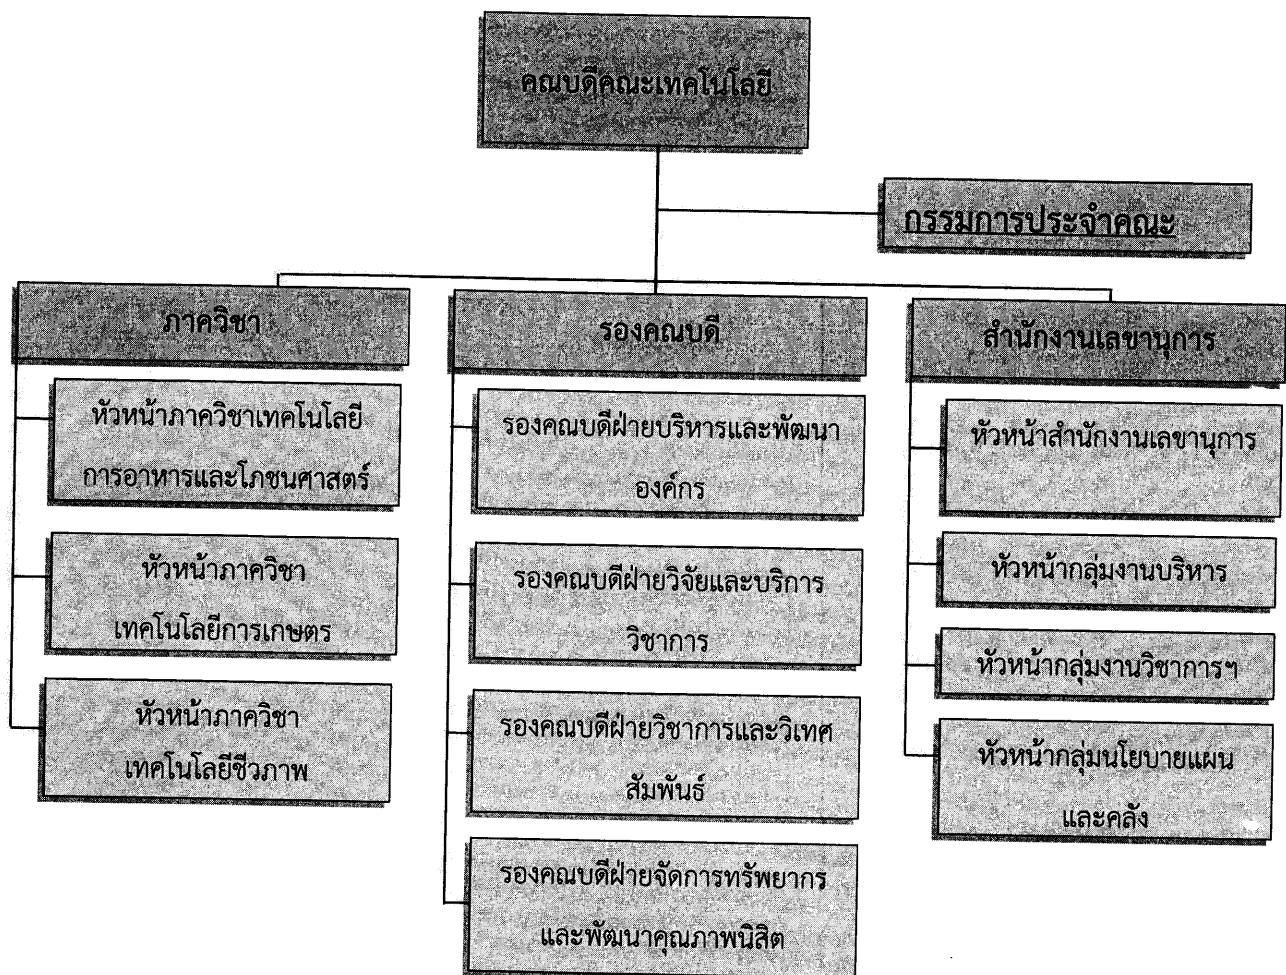 คณบดีคณะเทคโนโลยี
กรรมการประจำคณะ
ภาควิชา
หัวหน้าภาควิชาเทคโนโลยี
การอาหารและโภชนศาสตร์
หัวหน้าภาควิชา
เทคโนโลยีการเกษตร
หัวหน้าภาควิชา
เทคโนโลยีชีวภาพ
รองคณบดี
รองคณบดีฝ่ายบริหารและพัฒนา
องค์กร
รองคณบดีฝ่ายวิจัยและบริการ
วิชาการ
รองคณบดีฝ่ายวิชาการและวิเทศ
สัมพันธ์
รองคณบดีฝ่ายจัดการทรัพยากร
และพัฒนาคุณภาพนิสิต
สำนักงานเลขานุการ
หัวหน้าสำนักงานเลขานุการ
หัวหน้ากลุ่มงานบริหาร
หัวหน้ากลุ่มงานวิชาการฯ
หัวหน้ากลุ่มนโยบายแผน
และคลัง